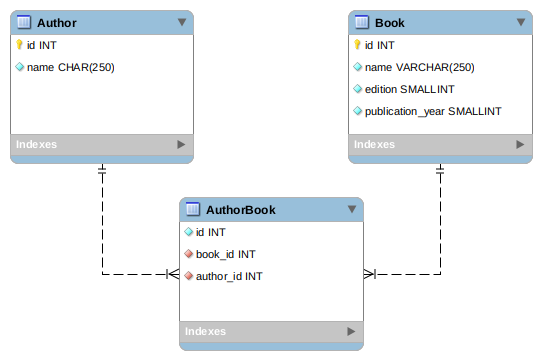 Author
id INT
name CHAR(250)
Indexes
Book
id INT
name VARCHAR(250)
edition SMALLINT
publication_year SMALLINT
Indexes
AuthorBook
id INT
book_id INT
author_id INT
Indexes